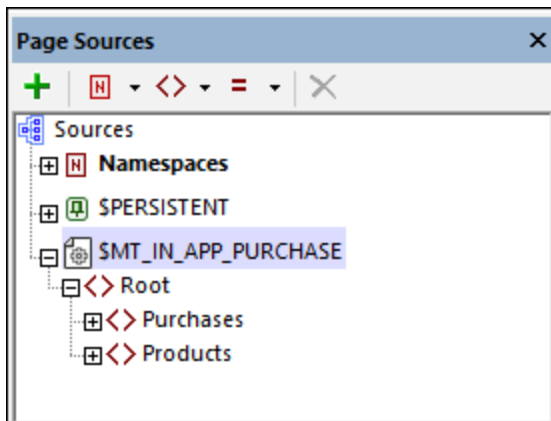 Page Sources
Sources
Namespaces
$PERSISTENT
$MT_IN_APP_PURCHASE
Root
Purchases
Products